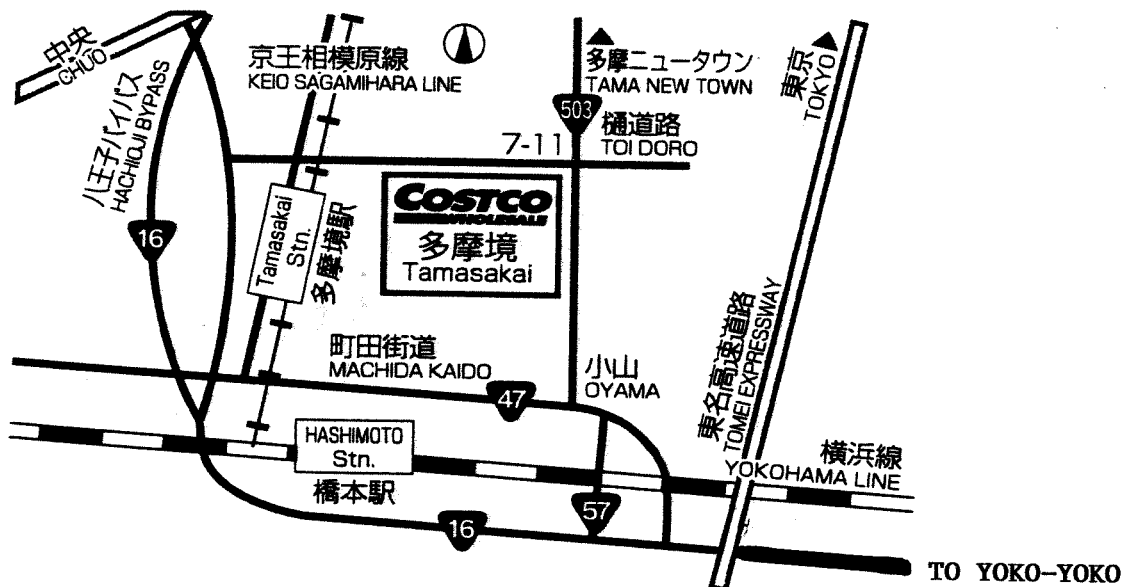 中央
CHUO
京王相模原線
KEIO SAGAMIHARA LINE
多摩ニュータウン
TAMA NEW TOWN
東京
TOKYO
八王子バイパス
HACHIOJI BYPASS
503
7-11
樋道路
TOI DORO
16
Tamasakai
Stn.
多摩境駅
COSTCO
WHOLESALE
多摩境
Tamasakai
町田街道
MACHIDA KAIDO
小山
OYAMA
47
東名高速道路
TOMEI EXPRESSWAY
HASHIMOTO
Stn.
橋本駅
横浜線
YOKOHAMA LINE
57
16
TO YOKO-YOKO